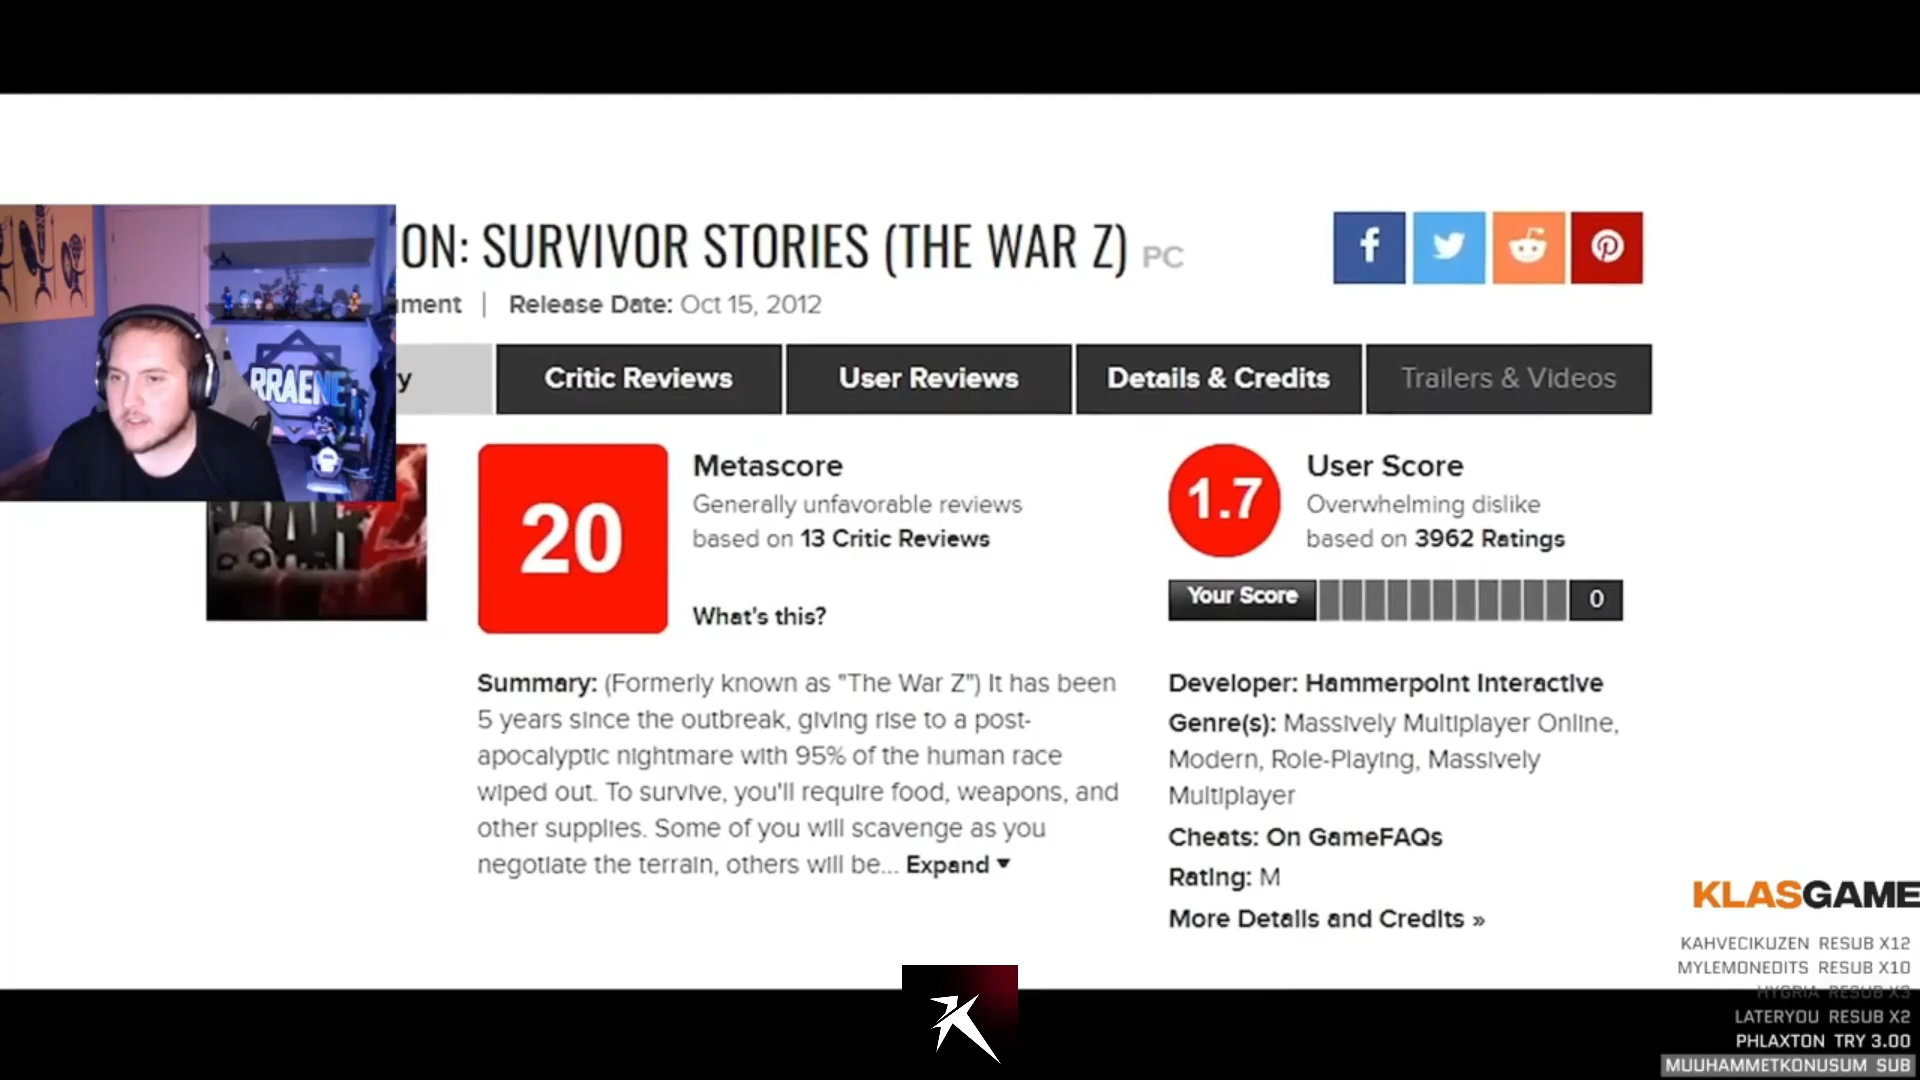 ON: SURVIVOR STORIES (THE WAR Z) PC
nment | Release Date: Oct 15, 2012
y
Critic Reviews
User Reviews
Details & Credits
Trailers & Videos
RRAENE
WAR Z
20
Metascore
Generally unfavorable reviews
based on 13 Critic Reviews
What's this?
1.7
User Score
Overwhelming dislike
based on 3962 Ratings
Your Score
0
Summary: (Formerly known as "The War Z") It has been
5 years since the outbreak, giving rise to a post-
apocalyptic nightmare with 95% of the human race
wiped out. To survive, you'll require food, weapons, and
other supplies. Some of you will scavenge as you
negotiate the terrain, others will be... Expand
Developer: Hammerpoint Interactive
Genre(s): Massively Multiplayer Online,
Modern, Role-Playing, Massively
Multiplayer
Cheats: On GameFAQs
Rating: M
More Details and Credits »
KLASGAME
KAHVECIKUZEN RESUB X12
MYLEMONEDITS RESUB X10
HYGRIA RESUB X3
LATERYOU RESUB X2
PHLAXTON TRY 3.00
MUUHAMMETKONUSUM SUB